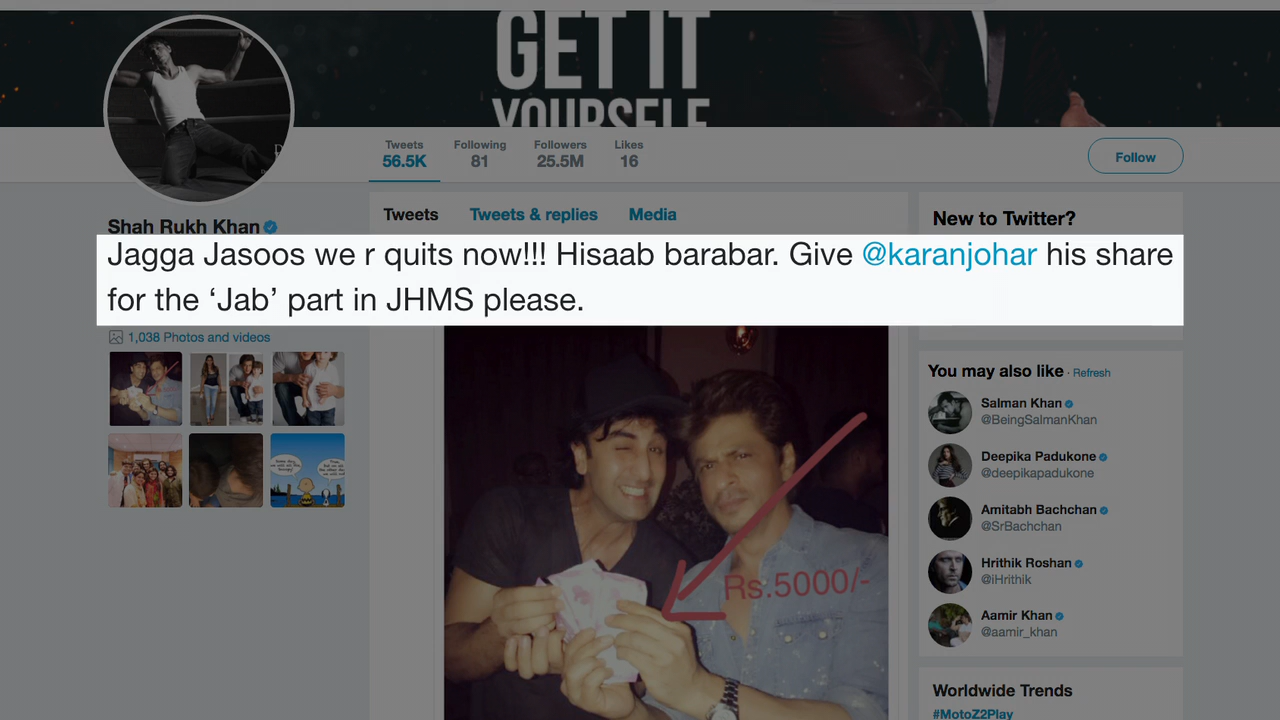 GET IT
YOURSELF
Tweets
56.5K
Following
81
Followers
25.5M
Likes
16
Follow
Shah Rukh Khan
Tweets Tweets & replies Media
New to Twitter?
Jagga Jasoos we r quits now!!! Hisaab barabar. Give @karanjohar his share
for the ‘Jab’ part in JHMS please.
1,038 Photos and videos
Rs.5000/-
You may also like · Refresh
Salman Khan
@BeingSalmanKhan
Deepika Padukone
@deepikapadukone
Amitabh Bachchan
@SrBachchan
Hrithik Roshan
@iHrithik
Aamir Khan
@aamir_khan
Worldwide Trends
#MotoZ2Play